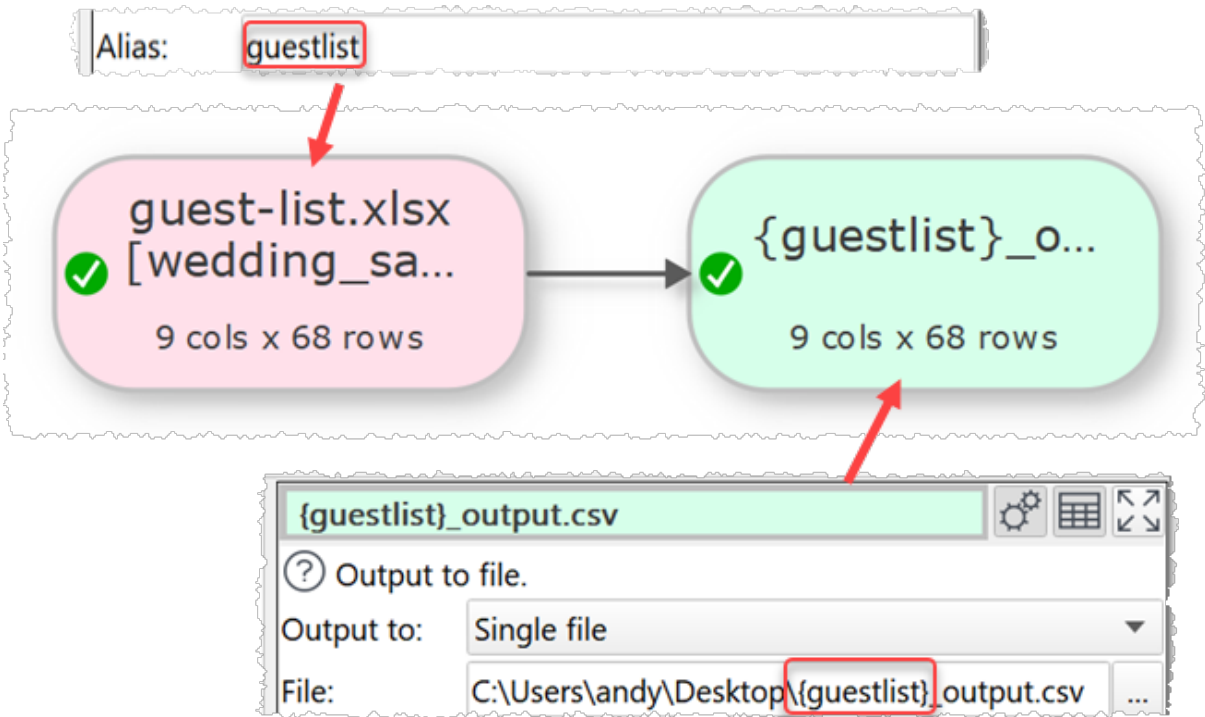 Alias: guestlist
guest-list.xlsx
[wedding_sa...
9 cols x 68 rows
{guestlist}_o...
9 cols x 68 rows
{guestlist}_output.csv
? Output to file.
Output to: Single file
File: C:\Users\andy\Desktop\{guestlist}_output.csv ...